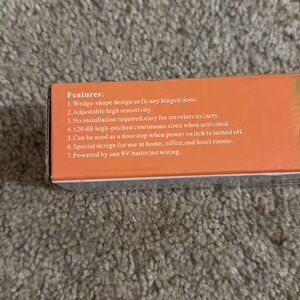 Features:
1.Wedge-shape design to fit any hinged door.
2.Adjustable high sensitivity.
3.No installation required,easy for travelers to carry.
4.120 dB high-pitched continuous siren when activated.
5.Can be used as a doorstop when power switch is turned off.
6.Special design for use at home, office,and hotel rooms.
7.Powered by one 9V batter;no wiring.